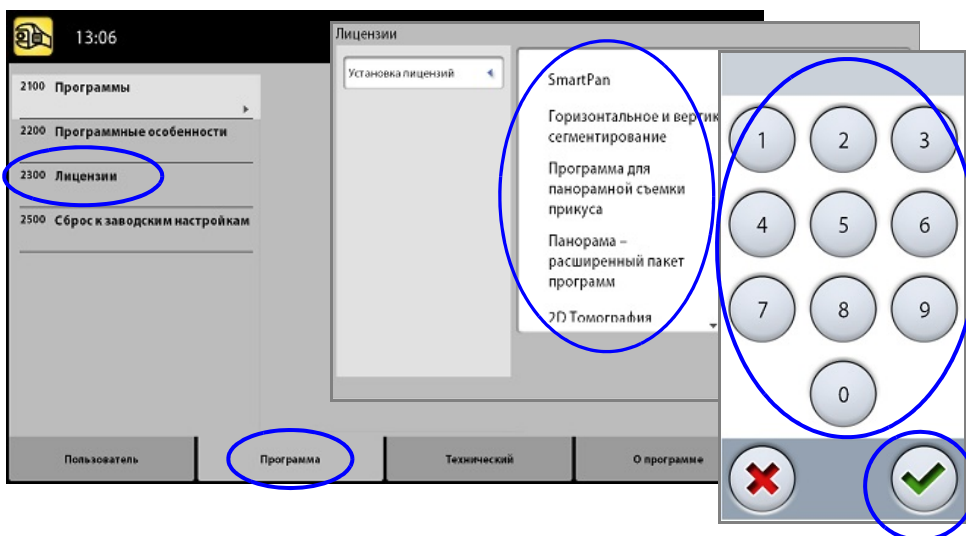 13:06
2100 Программы
2200 Программные особенности
2300 Лицензии
2500 Сброс к заводским настройкам
Лицензии
Установка лицензий
SmartPan
Горизонтальное и вертик
сегментирование
Программа для
панорамной съемки
прикуса
Панорама –
расширенный пакет
программ
2D Томография
1 2 3
4 5 6
7 8 9
0
Пользователь Программа Технический О программе